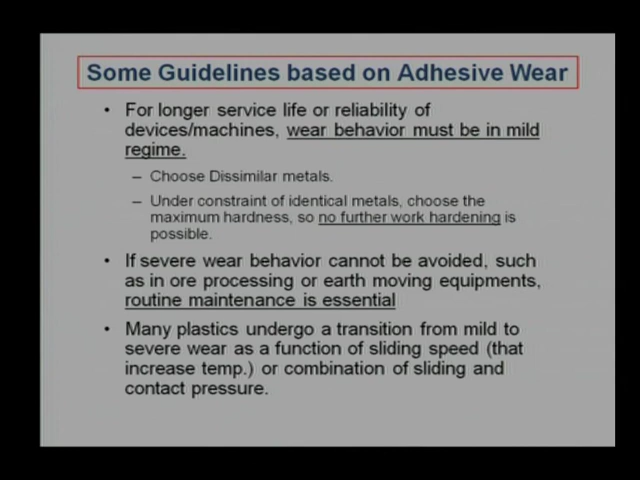 Some Guidelines based on Adhesive Wear
• For longer service life or reliability of
devices/machines, wear behavior must be in mild
regime.
– Choose Dissimilar metals.
– Under constraint of identical metals, choose the
maximum hardness, so no further work hardening is
possible.
• If severe wear behavior cannot be avoided, such
as in ore processing or earth moving equipments,
routine maintenance is essential
• Many plastics undergo a transition from mild to
severe wear as a function of sliding speed (that
increase temp.) or combination of sliding and
contact pressure.